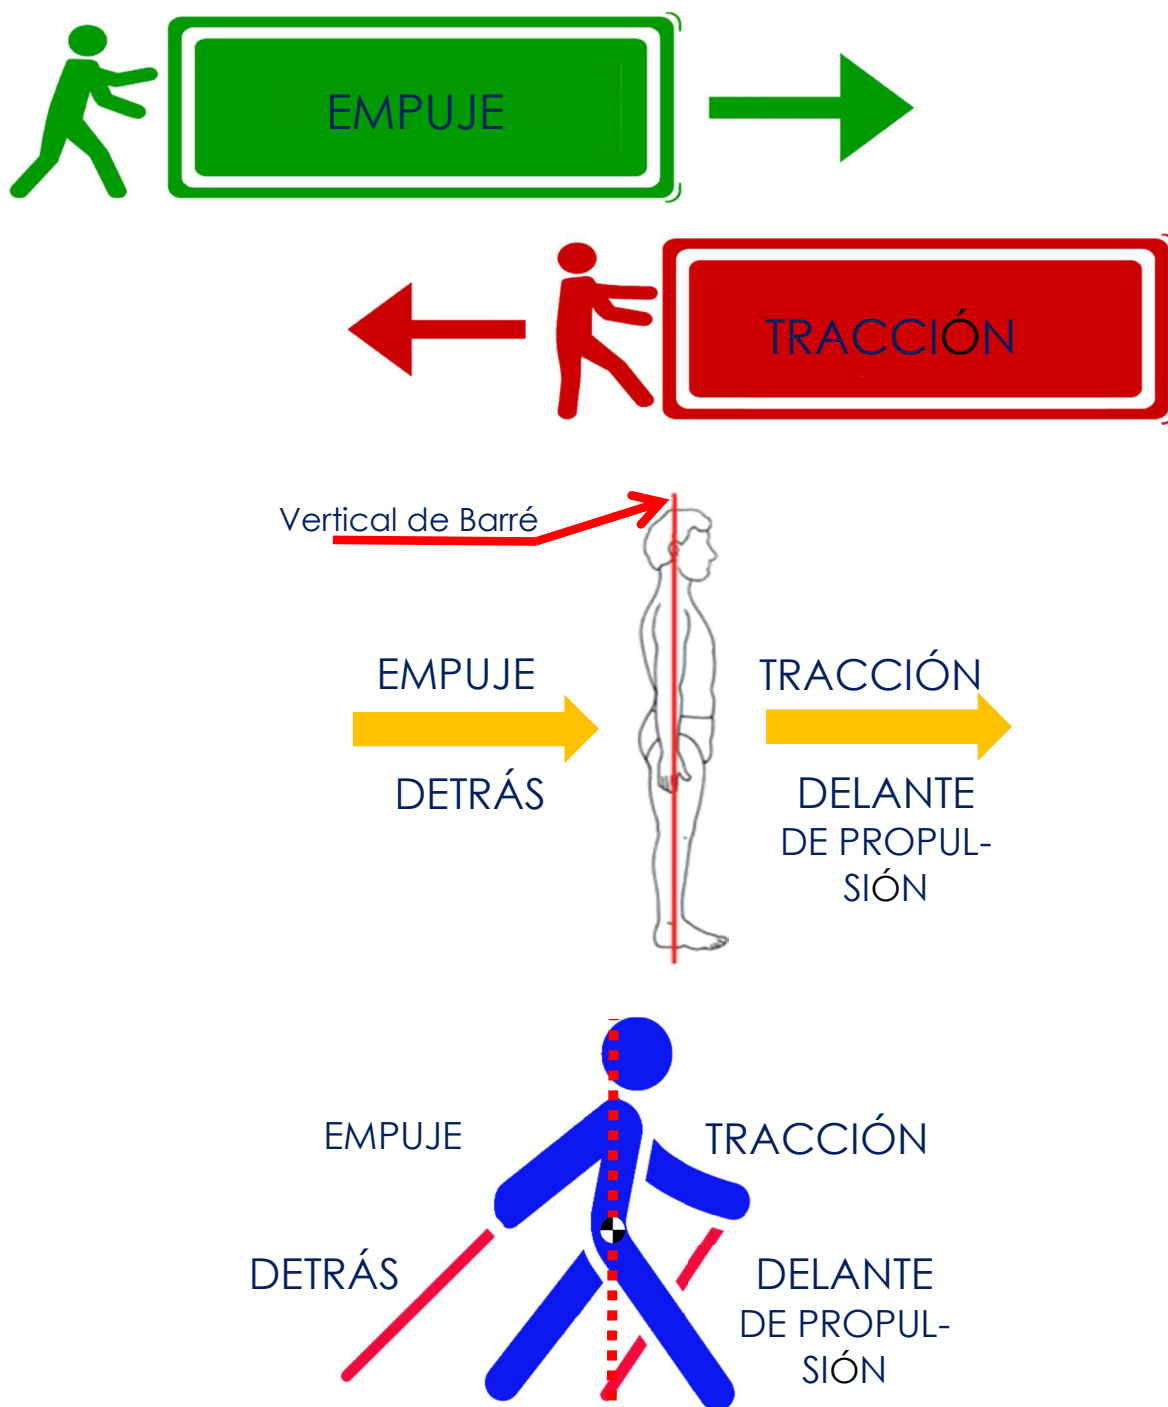 EMPUJE
TRACCIÓN
Vertical de Barré
EMPUJE
DETRÁS
TRACCIÓN
DELANTE
DE PROPUL-
SIÓN
EMPUJE
DETRÁS
TRACCIÓN
DELANTE
DE PROPUL-
SIÓN